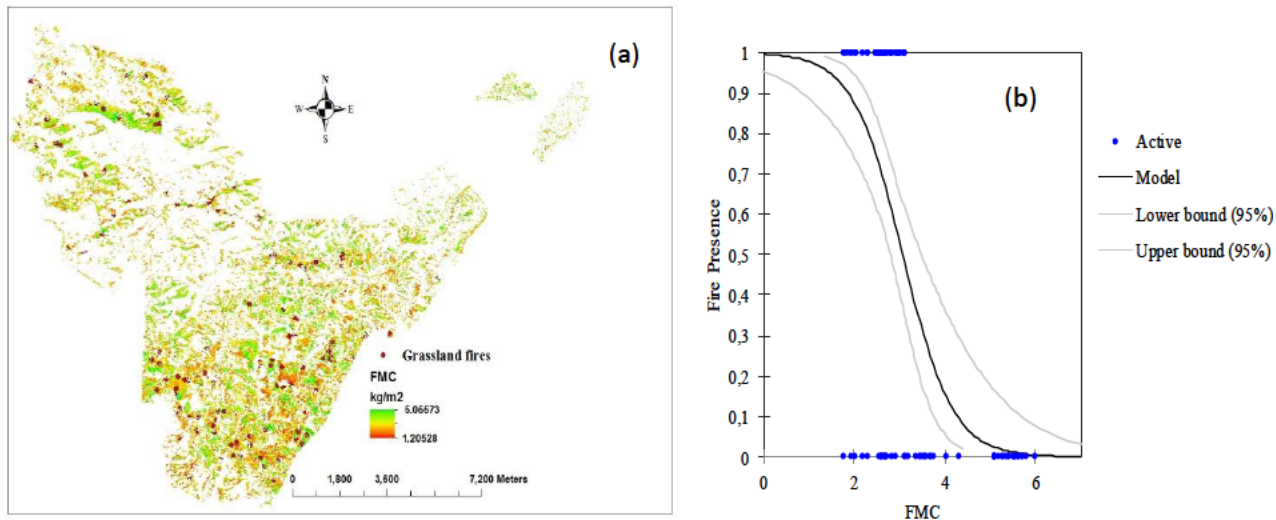 (a)
N
W E
S
Grassland fires
FMC
kg/m2
5.06573
1.20528
0 1,800 3,600 7,200 Meters
(b)
1
0,9
0,8
0,7
0,6
0,5
0,4
0,3
0,2
0,1
0
Fire Presence
0 2 4 6
FMC
Active
Model
Lower bound (95%)
Upper bound (95%)